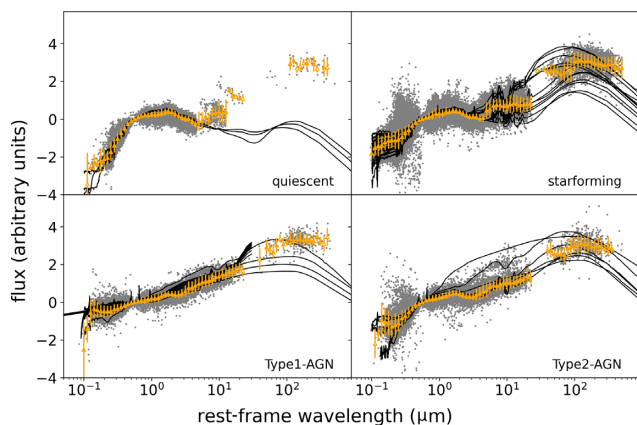 4
2
0
−2
quiescent
starforming
4
2
0
−2
−4
Type1-AGN
Type2-AGN
10⁻¹ 10⁰ 10¹ 10² 10⁻¹ 10⁰ 10¹ 10²
flux (arbitrary units)
rest-frame wavelength (μm)